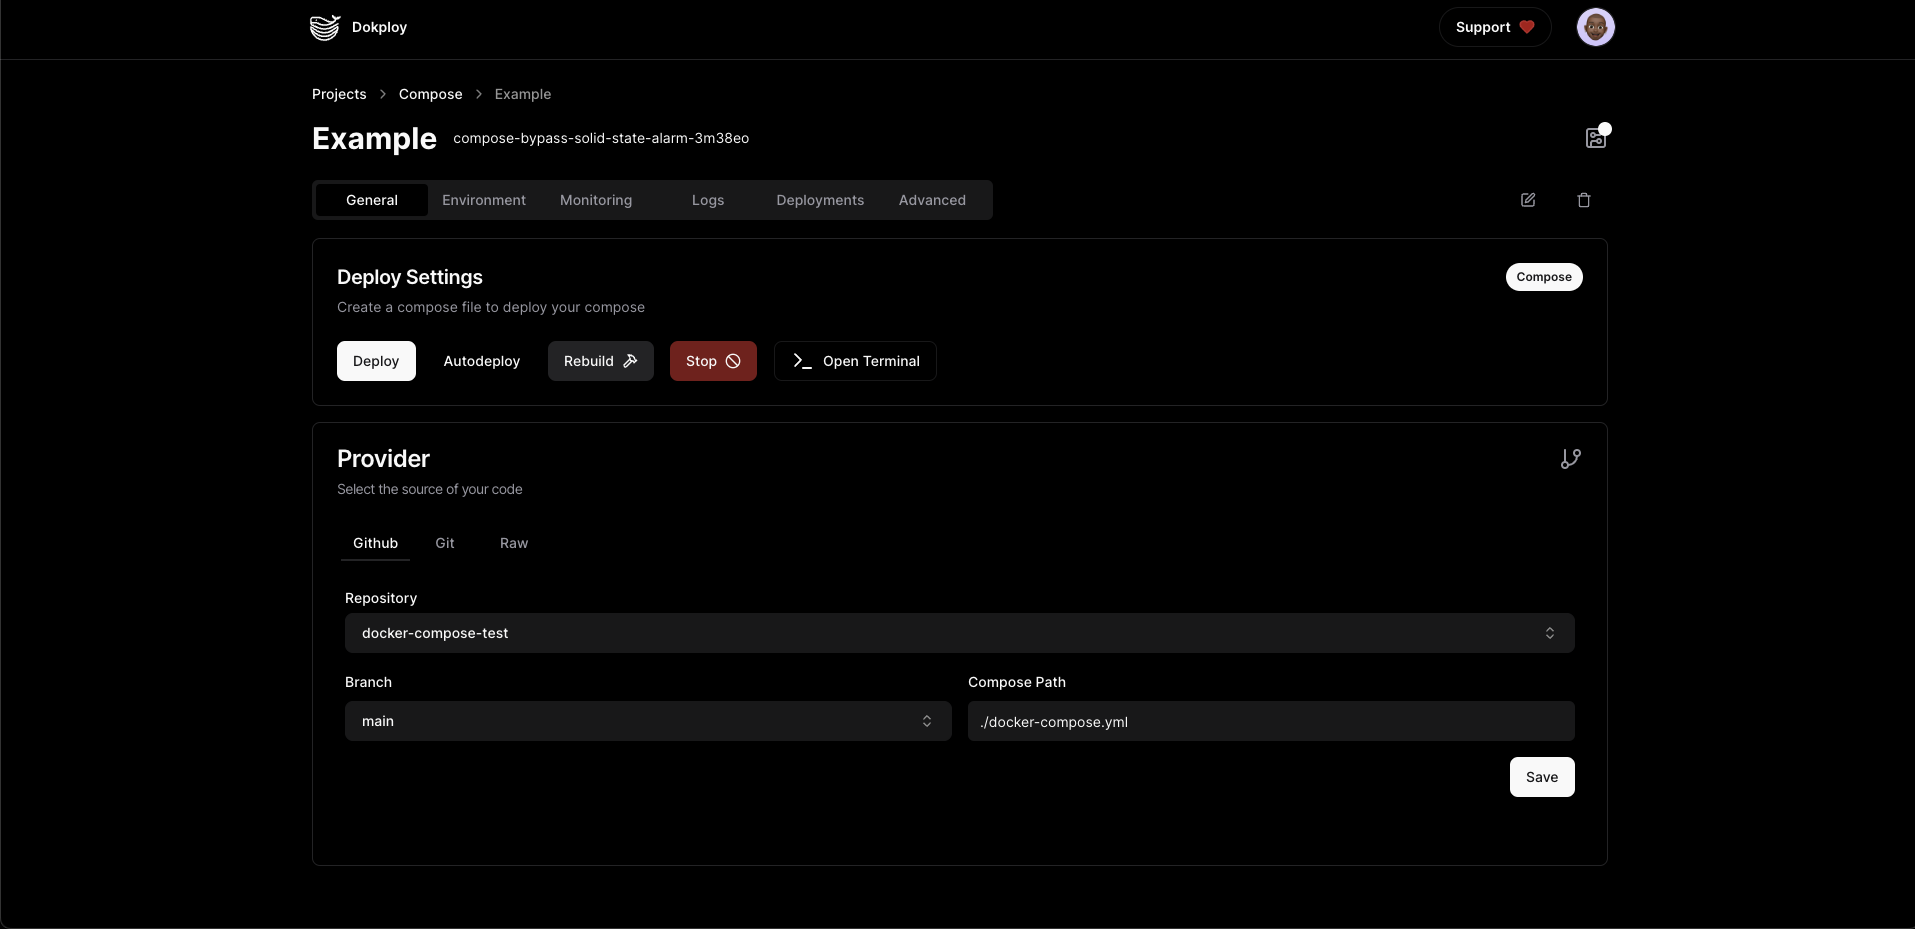 Dokploy
Support
Projects > Compose > Example
Example compose-bypass-solid-state-alarm-3m38eo
General Environment Monitoring Logs Deployments Advanced
Deploy Settings
Compose
Create a compose file to deploy your compose
Deploy Autodeploy Rebuild Stop Open Terminal
Provider
Select the source of your code
Github Git Raw
Repository
docker-compose-test
Branch Compose Path
main ./docker-compose.yml
Save